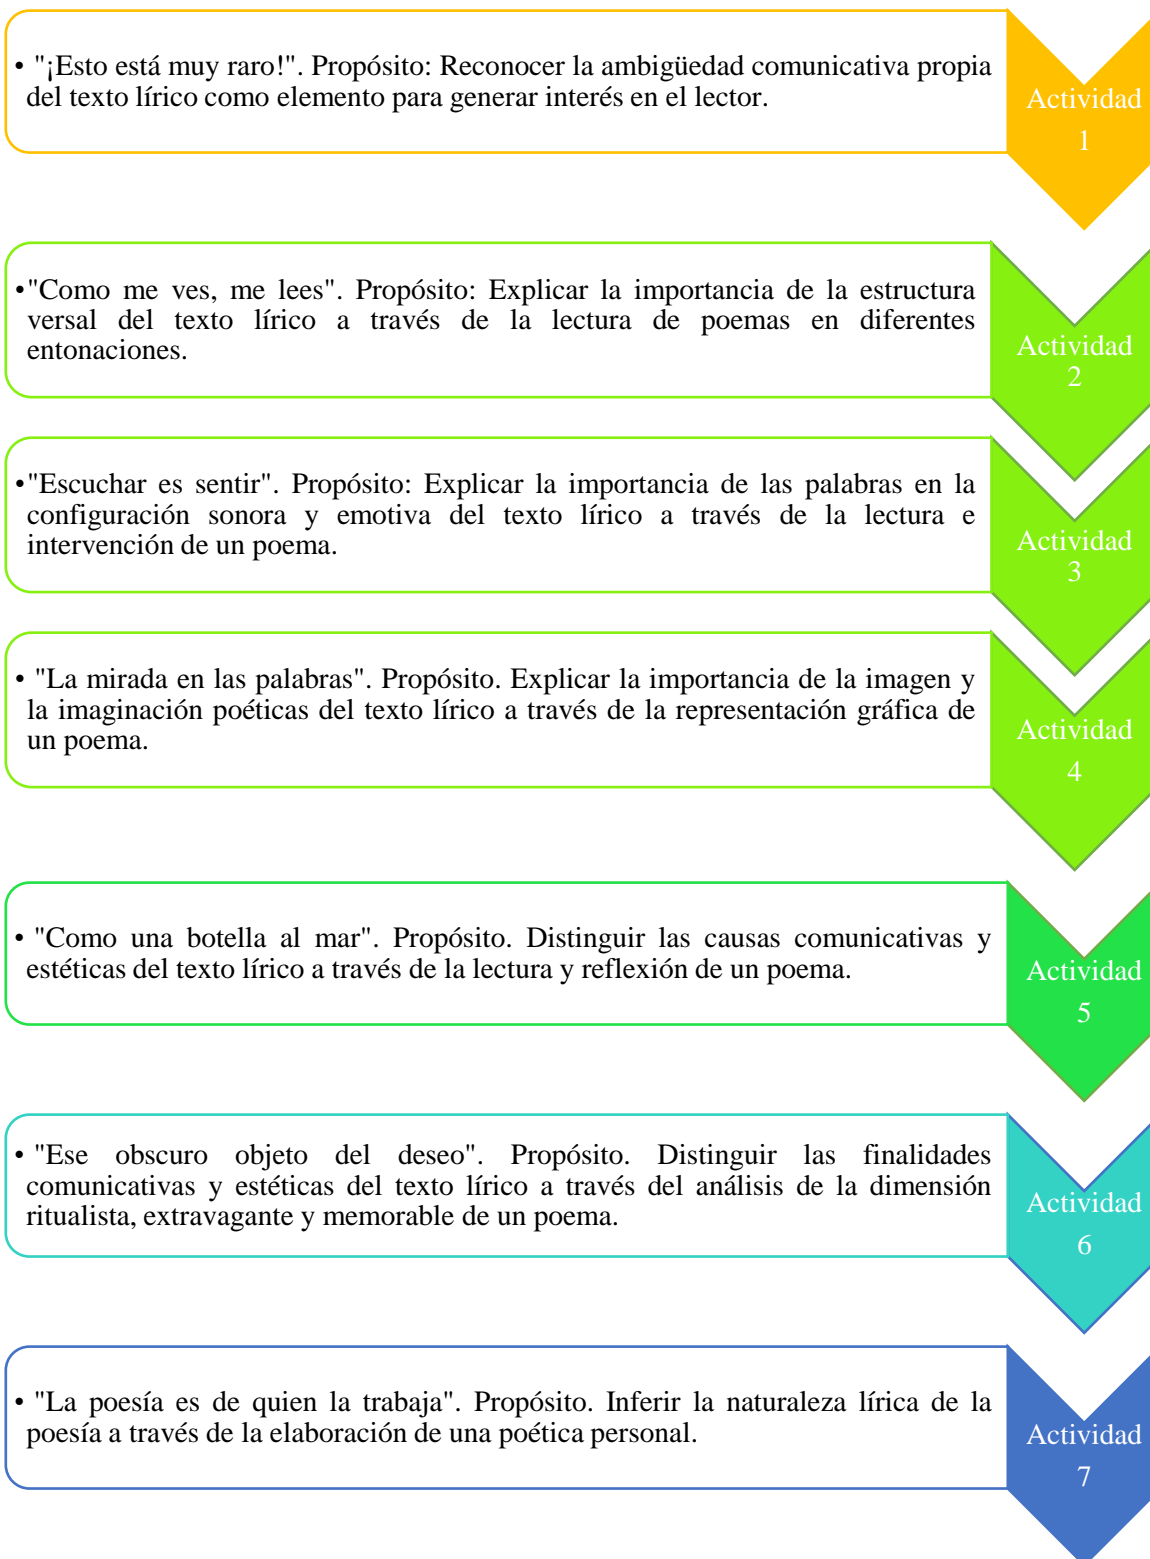 • "¡Esto está muy raro!". Propósito: Reconocer la ambigüedad comunicativa propia
del texto lírico como elemento para generar interés en el lector.
Actividad
1
•"Como me ves, me lees". Propósito: Explicar la importancia de la estructura
versal del texto lírico a través de la lectura de poemas en diferentes
entonaciones.
Actividad
2
•"Escuchar es sentir". Propósito: Explicar la importancia de las palabras en la
configuración sonora y emotiva del texto lírico a través de la lectura e
intervención de un poema.
Actividad
3
• "La mirada en las palabras". Propósito. Explicar la importancia de la imagen y
la imaginación poéticas del texto lírico a través de la representación gráfica de
un poema.
Actividad
4
• "Como una botella al mar". Propósito. Distinguir las causas comunicativas y
estéticas del texto lírico a través de la lectura y reflexión de un poema.
Actividad
5
• "Ese obscuro objeto del deseo". Propósito. Distinguir las finalidades
comunicativas y estéticas del texto lírico a través del análisis de la dimensión
ritualista, extravagante y memorable de un poema.
Actividad
6
• "La poesía es de quien la trabaja". Propósito. Inferir la naturaleza lírica de la
poesía a través de la elaboración de una poética personal.
Actividad
7